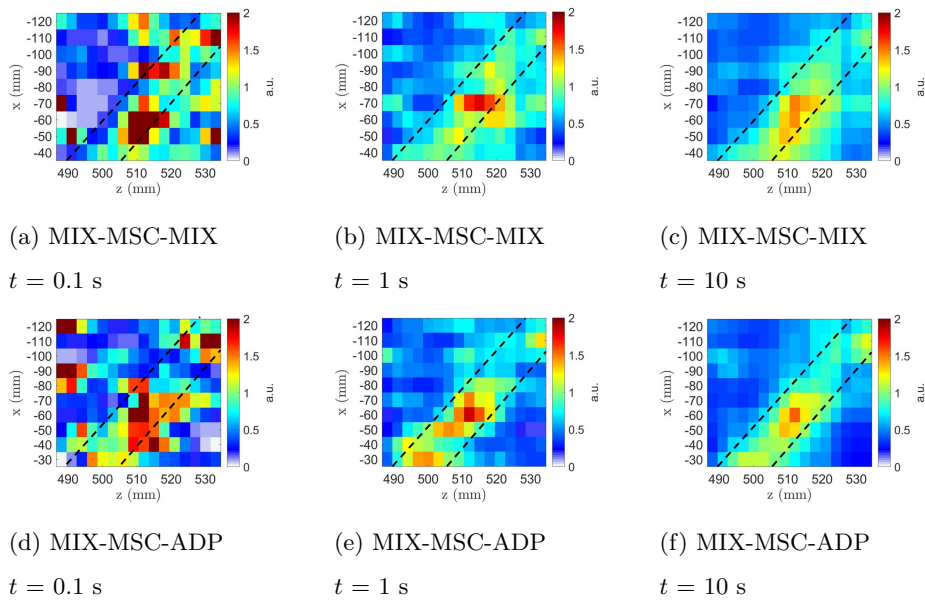 -120 -110 -100 -90 -80 -70 -60 -50 -40
x (mm)
490 500 510 520 530
z (mm)
2 1.5 1 0.5 0
a.u.
-120 -110 -100 -90 -80 -70 -60 -50 -40
x (mm)
490 500 510 520 530
z (mm)
2 1.5 1 0.5 0
a.u.
-120 -110 -100 -90 -80 -70 -60 -50 -40
x (mm)
490 500 510 520 530
z (mm)
2 1.5 1 0.5 0
a.u.
(a) MIX-MSC-MIX
t = 0.1 s
(b) MIX-MSC-MIX
t = 1 s
(c) MIX-MSC-MIX
t = 10 s
-120 -110 -100 -90 -80 -70 -60 -50 -40 -30
x (mm)
490 500 510 520 530
z (mm)
2 1.5 1 0.5 0
a.u.
-120 -110 -100 -90 -80 -70 -60 -50 -40 -30
x (mm)
490 500 510 520 530
z (mm)
2 1.5 1 0.5 0
a.u.
-120 -110 -100 -90 -80 -70 -60 -50 -40 -30
x (mm)
490 500 510 520 530
z (mm)
2 1.5 1 0.5 0
a.u.
(d) MIX-MSC-ADP
t = 0.1 s
(e) MIX-MSC-ADP
t = 1 s
(f) MIX-MSC-ADP
t = 10 s